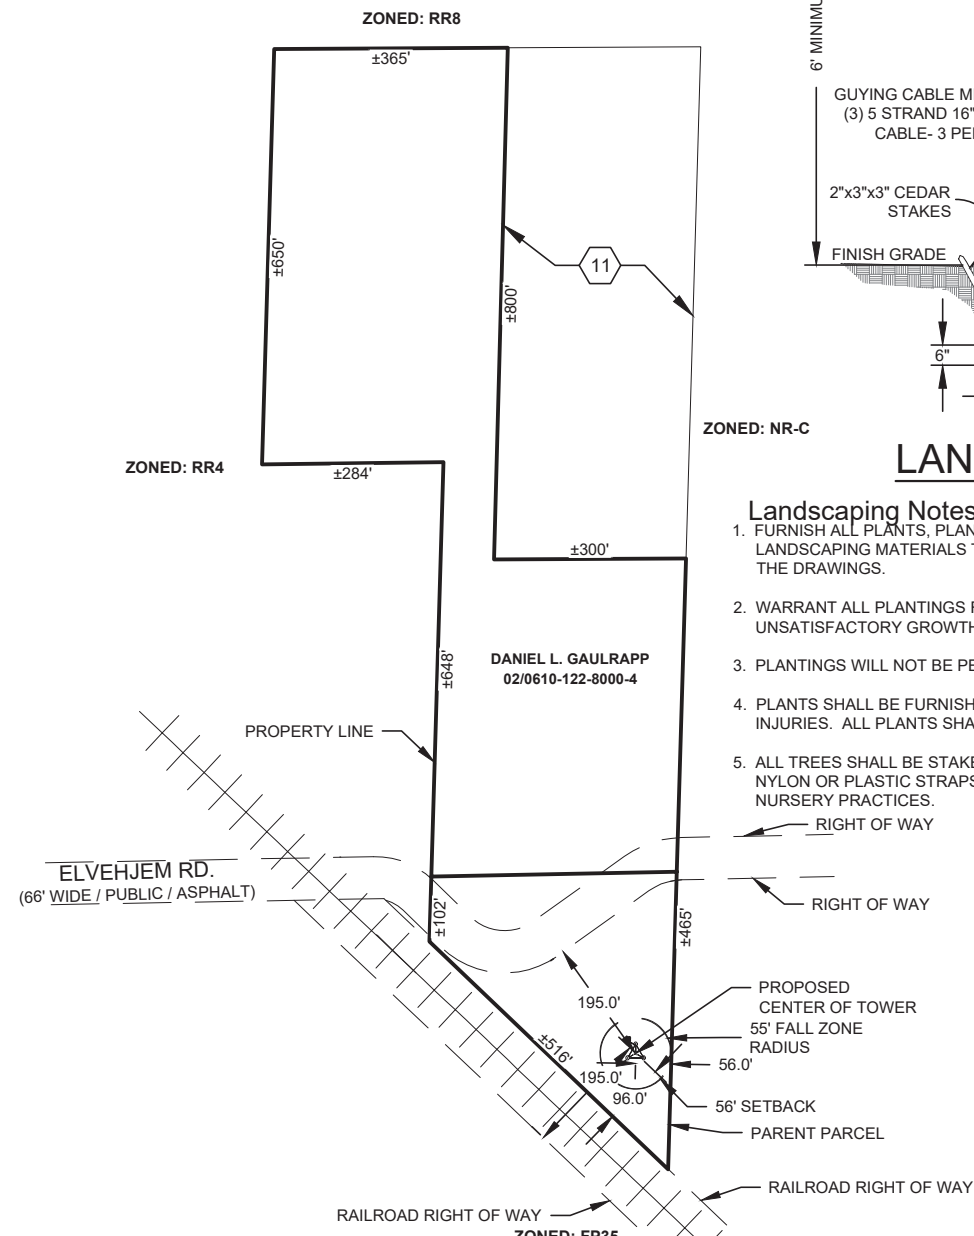 ZONED: RR8
±365'
6' MINIMU
GUYING CABLE M
(3) 5 STRAND 16"
CABLE- 3 PE
2"x3"x3" CEDAR
STAKES
FINISH GRADE
6"
±650'
11
±800'
ZONED: NR-C
ZONED: RR4
±284'
LAN
Landscaping Notes
1. FURNISH ALL PLANTS, PLAN
LANDSCAPING MATERIALS T
THE DRAWINGS.
±300'
2. WARRANT ALL PLANTINGS F
UNSATISFACTORY GROWTH
DANIEL L. GAULRAPP
02/0610-122-8000-4
±648'
3. PLANTINGS WILL NOT BE PE
4. PLANTS SHALL BE FURNISH
INJURIES. ALL PLANTS SHA
PROPERTY LINE
5. ALL TREES SHALL BE STAKE
NYLON OR PLASTIC STRAPS
NURSERY PRACTICES.
RIGHT OF WAY
ELVEHJEM RD.
(66' WIDE / PUBLIC / ASPHALT)
RIGHT OF WAY
±102'
±465'
195.0'
PROPOSED
CENTER OF TOWER
55' FALL ZONE
RADIUS
±516'
56.0'
195.0'
96.0'
56' SETBACK
PARENT PARCEL
RAILROAD RIGHT OF WAY
RAILROAD RIGHT OF WAY
ZONED: FP35